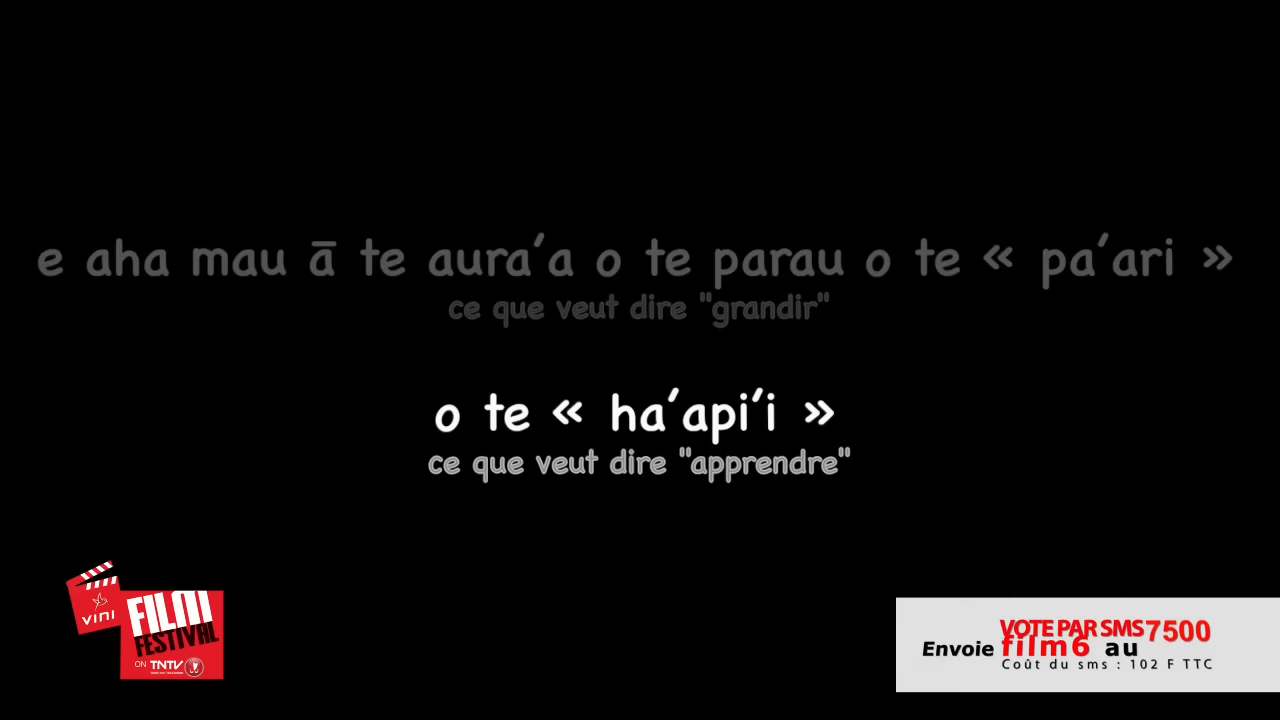 e aha mau ā te aura'a o te parau o te « pa'ari »
ce que veut dire "grandir"
o te « ha'api'i »
ce que veut dire "apprendre"
vini
FILM
FESTIVAL
ON TNTV
VOTE PAR SMS 7500
Envoie film6 au
Coût du sms : 102 F TTC